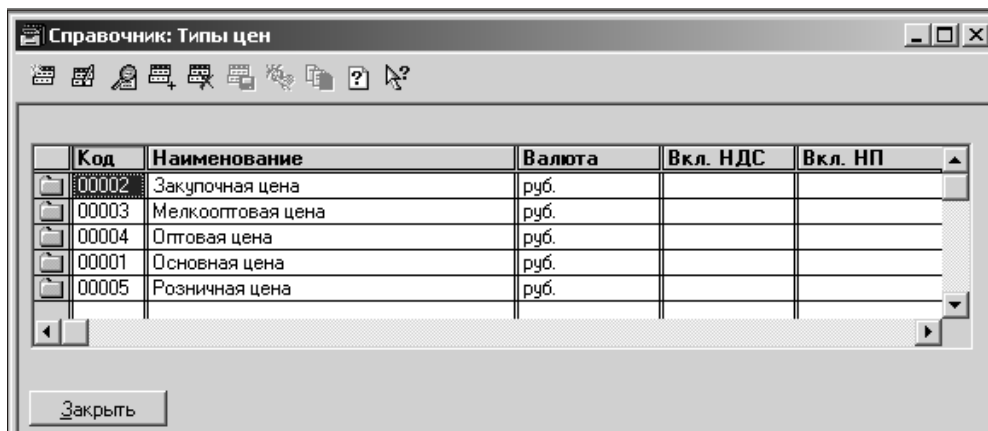 Справочник: Типы цен
Код Наименование Валюта Вкл. НДС Вкл. НП
00002 Закупочная цена руб.
00003 Мелкооптовая цена руб.
00004 Оптовая цена руб.
00001 Основная цена руб.
00005 Розничная цена руб.
Закрыть